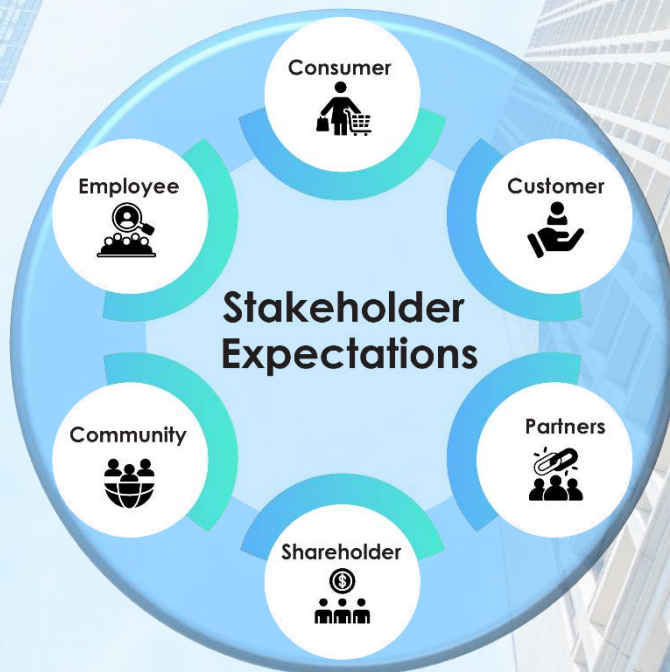 Consumer
Customer
Partners
Shareholder
Community
Employee
Stakeholder
Expectations
$